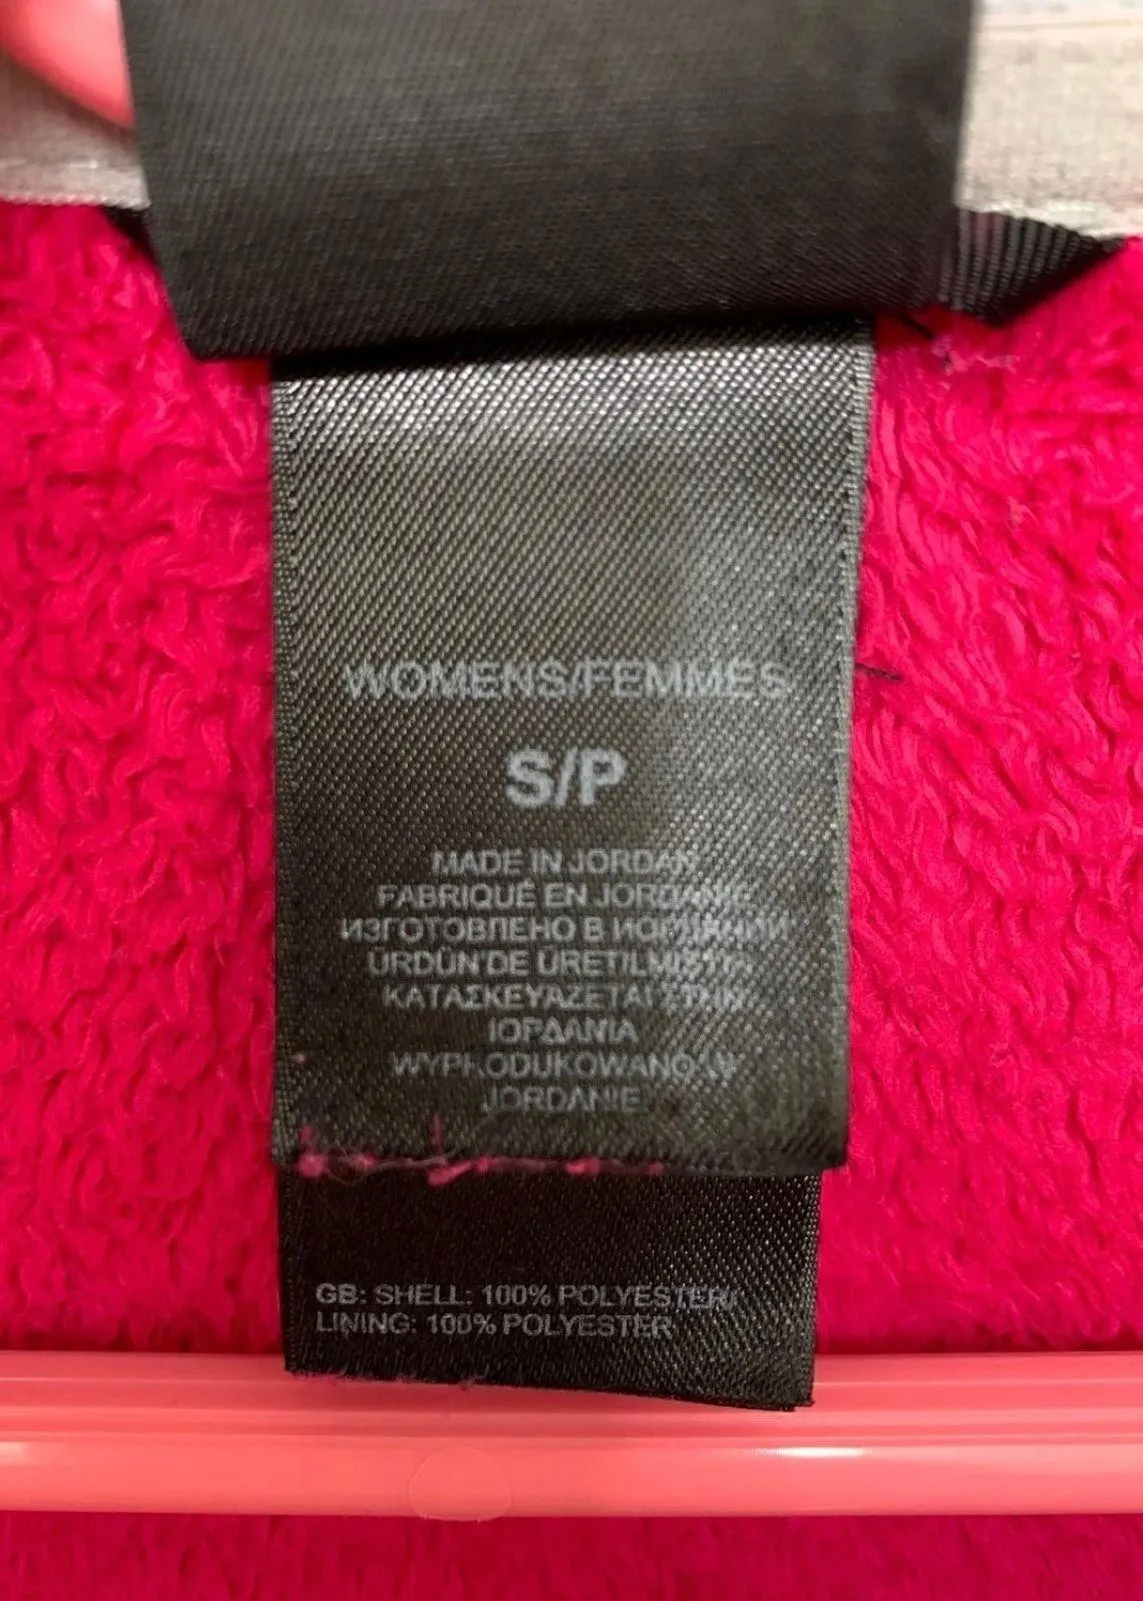 WOMENS/FEMMES
S/P
MADE IN JORDAN
FABRIQUÉ EN JORDANIE
ИЗГОТОВЛЕНО В ИОРДАНИИ
ÜRDÜN'DE ÜRETILMIŞTIR
ΚΑΤΑΣΚΕΥΑΖΕΤΑΙ ΣΤΗΝ
ΙΟΡΔΑΝΙΑ
WYPRODUKOWANO W
JORDANIE
GB: SHELL: 100% POLYESTER/
LINING: 100% POLYESTER